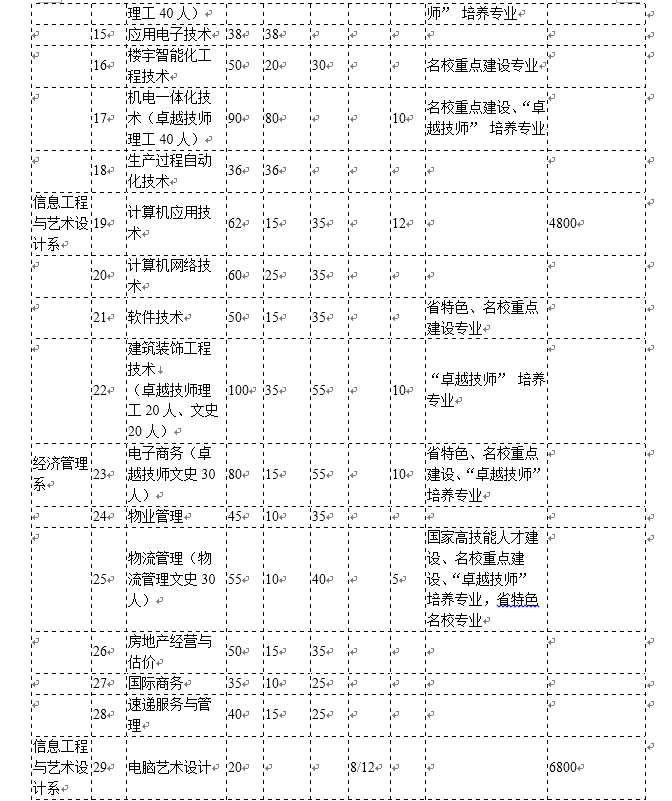 理工 40 人） 师” 培养专业
15 应用电子技术 38 38
16 楼宇智能化工 50 20 30 名校重点建设专业
程技术
17 机电一体化技 90 80 10 名校重点建设、“卓
术（卓越技师 越技师” 培养专业
理工 40 人）
18 生产过程自动 36 36
化技术
信息工程
与艺术设 19 计算机应用技 62 15 35 12 4800
计系 术
20 计算机网络技 60 25 35
术
21 软件技术 50 15 35 省特色、名校重点
建设专业
建筑装饰工程
技术
22 （卓越技师理 100 35 55 10 “卓越技师” 培养
工 20 人、文史 专业
20 人）
经济管理 电子商务（卓 省特色、名校重点
系 23 越技师文史 30 80 15 55 10 建设、“卓越技师”
人） 培养专业
24 物业管理 45 10 35
国家高技能人才建
物流管理（物 设、名校重点建
25 流管理文史 30 55 10 40 5 设、“卓越技师”
人） 培养专业，省特色
名校专业
26 房地产经营与 50 15 35
估价
27 国际商务 35 10 25
28 速递服务与管 40 15 25
理
信息工程
与艺术设 29 电脑艺术设计 20 8/12 6800
计系